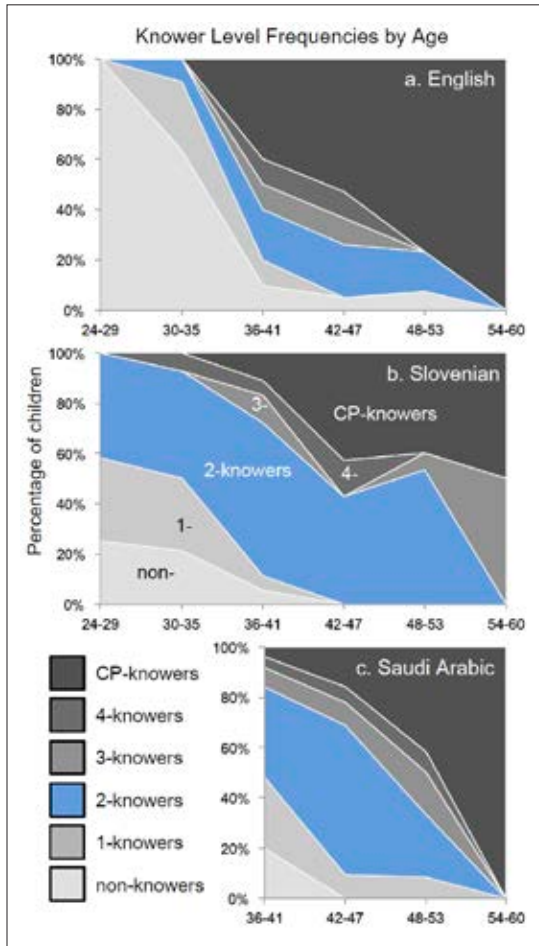 Knower Level Frequencies by Age
a. English
100%
80%
60%
40%
20%
0%
24-29 30-35 36-41 42-47 48-53 54-60
Percentage of children
b. Slovenian
100%
80%
60%
40%
20%
0%
3-
CP-knowers
2-knowers
4-
1-
non-
24-29 30-35 36-41 42-47 48-53 54-60
c. Saudi Arabic
100%
80%
60%
40%
20%
0%
36-41 42-47 48-53 54-60
CP-knowers
4-knowers
3-knowers
2-knowers
1-knowers
non-knowers